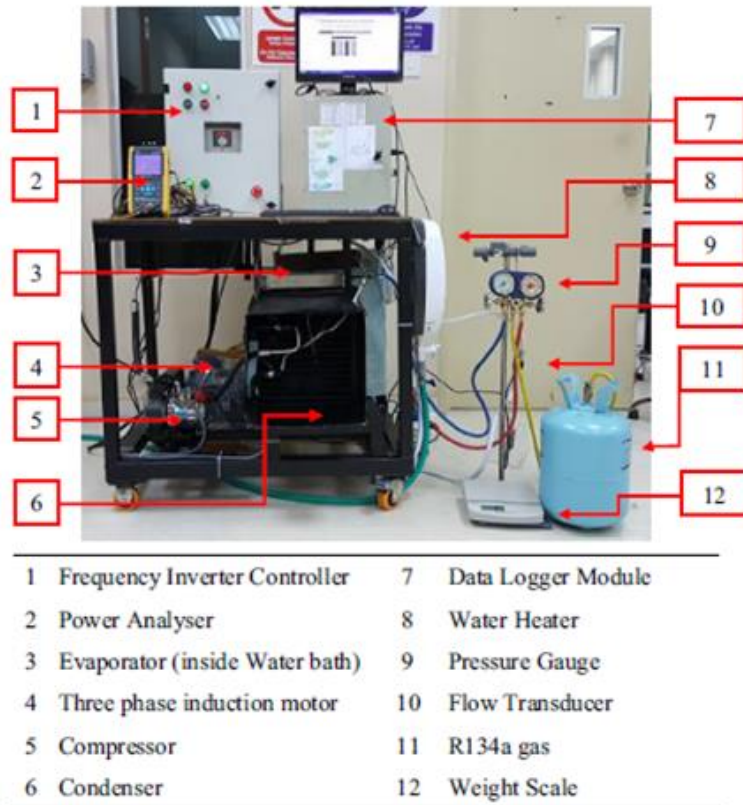 1
2
3
4
5
6
7
8
9
10
11
12
1 Frequency Inverter Controller 7 Data Logger Module
2 Power Analyser 8 Water Heater
3 Evaporator (inside Water bath) 9 Pressure Gauge
4 Three phase induction motor 10 Flow Transducer
5 Compressor 11 R134a gas
6 Condenser 12 Weight Scale